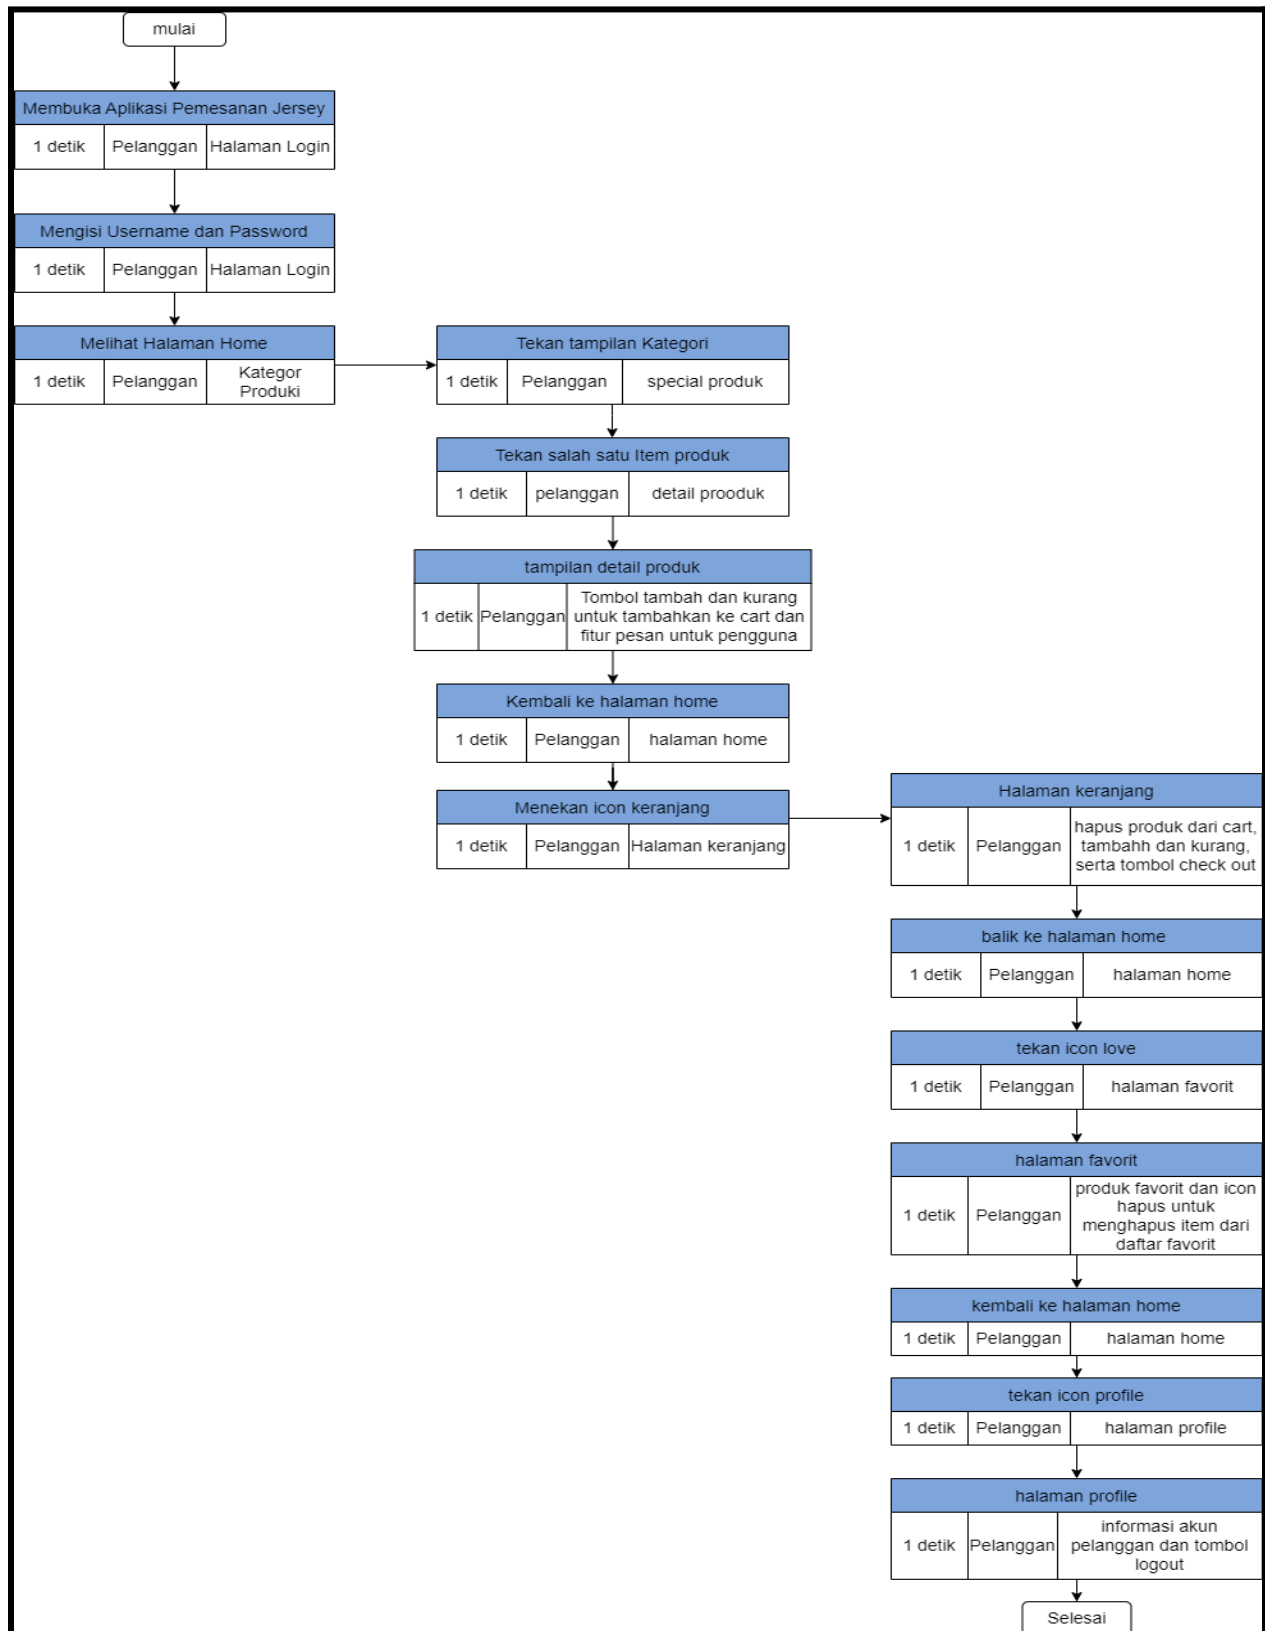 mulai
Membuka Aplikasi Pemesanan Jersey
1 detik
Pelanggan
Halaman Login
Mengisi Username dan Password
1 detik
Pelanggan
Halaman Login
Melihat Halaman Home
1 detik
Pelanggan
Kategor
Produki
Tekan tampilan Kategori
1 detik
Pelanggan
special produk
Tekan salah satu Item produk
1 detik
pelanggan
detail prooduk
tampilan detail produk
1 detik
Pelanggan
Tombol tambah dan kurang
untuk tambahkan ke cart dan
fitur pesan untuk pengguna
Kembali ke halaman home
1 detik
Pelanggan
halaman home
Menekan icon keranjang
1 detik
Pelanggan
Halaman keranjang
Halaman keranjang
1 detik
Pelanggan
hapus produk dari cart,
tambahh dan kurang,
serta tombol check out
balik ke halaman home
1 detik
Pelanggan
halaman home
tekan icon love
1 detik
Pelanggan
halaman favorit
halaman favorit
1 detik
Pelanggan
produk favorit dan icon
hapus untuk
menghapus item dari
daftar favorit
kembali ke halaman home
1 detik
Pelanggan
halaman home
tekan icon profile
1 detik
Pelanggan
halaman profile
halaman profile
1 detik
Pelanggan
informasi akun
pelanggan dan tombol
logout
Selesai